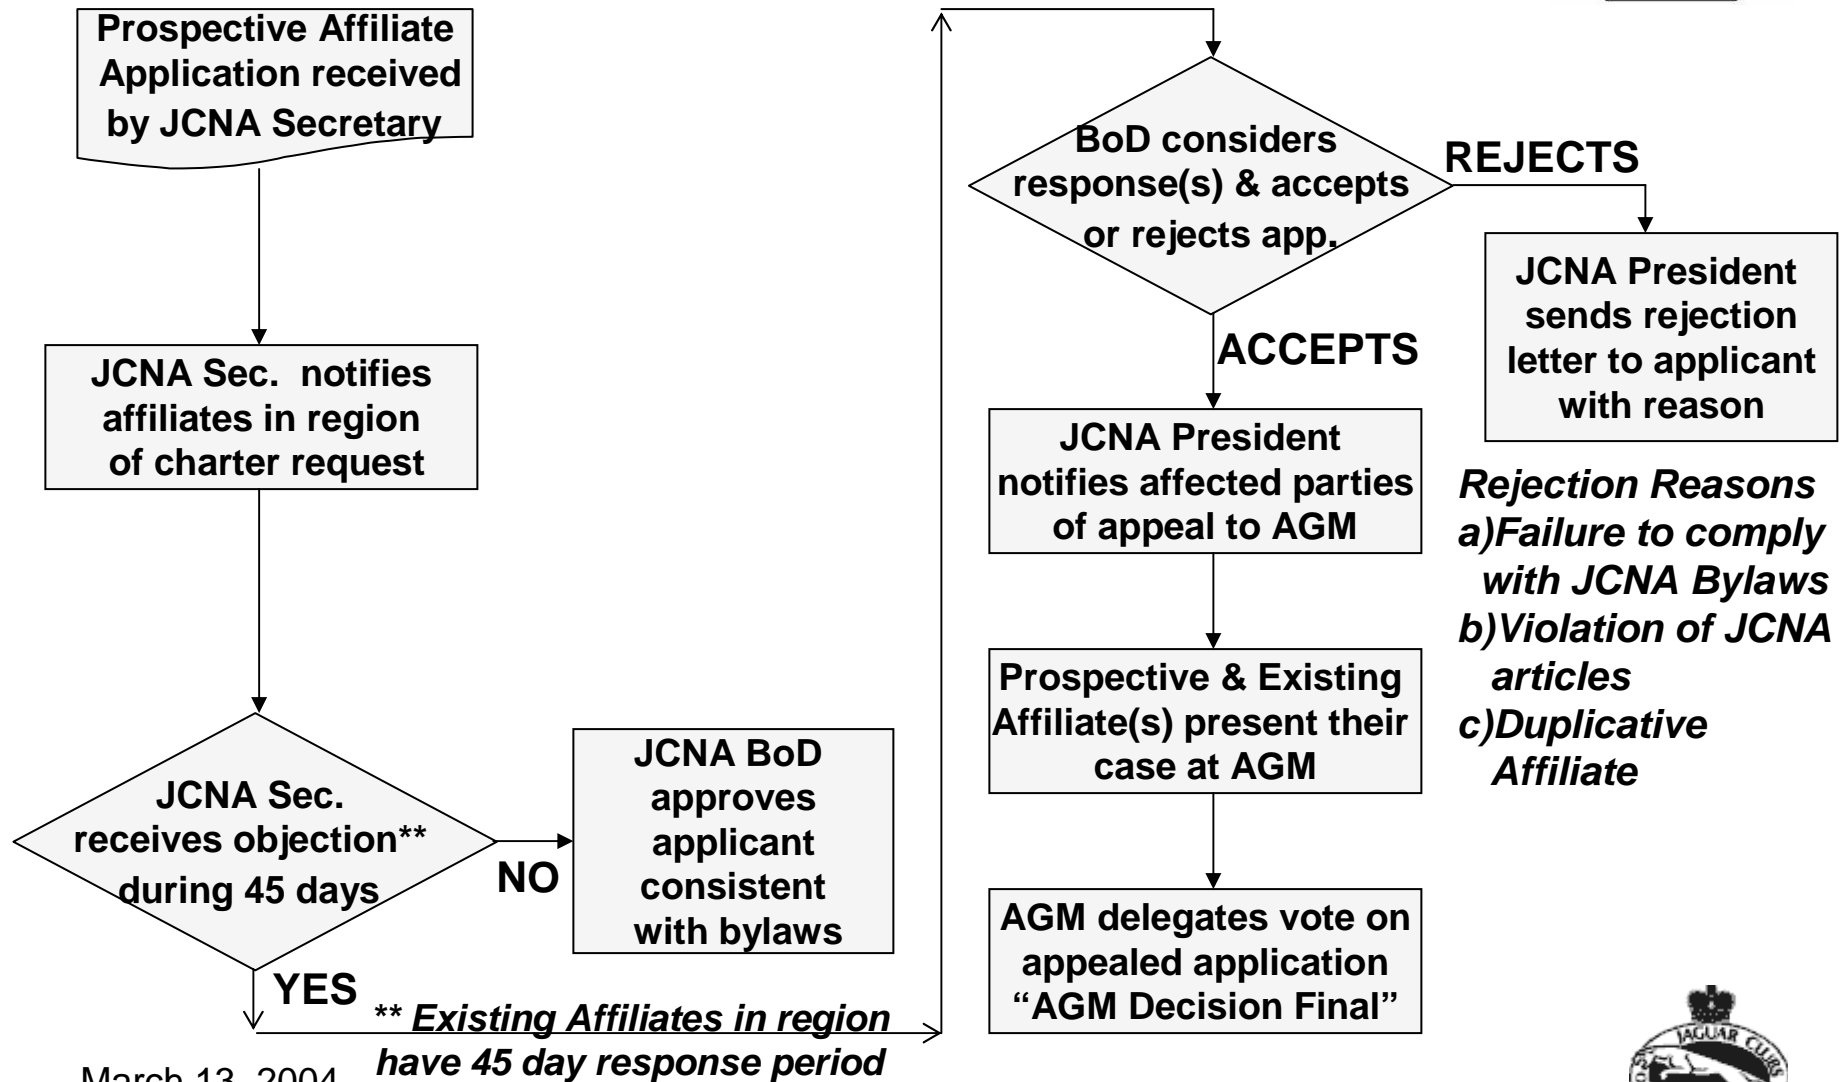 Prospective Affiliate
Application received
by JCNA Secretary
JCNA Sec. notifies
affiliates in region
of charter request
JCNA Sec.
receives objection**
during 45 days
NO
JCNA BoD
approves
applicant
consistent
with bylaws
YES
** Existing Affiliates in region
have 45 day response period
BoD considers
response(s) & accepts
or rejects app.
REJECTS
JCNA President
sends rejection
letter to applicant
with reason
Rejection Reasons
a)Failure to comply
with JCNA Bylaws
b)Violation of JCNA
articles
c)Duplicative
Affiliate
ACCEPTS
JCNA President
notifies affected parties
of appeal to AGM
Prospective & Existing
Affiliate(s) present their
case at AGM
AGM delegates vote on
appealed application
“AGM Decision Final”
March 13, 2004
JAGUAR CLUBS